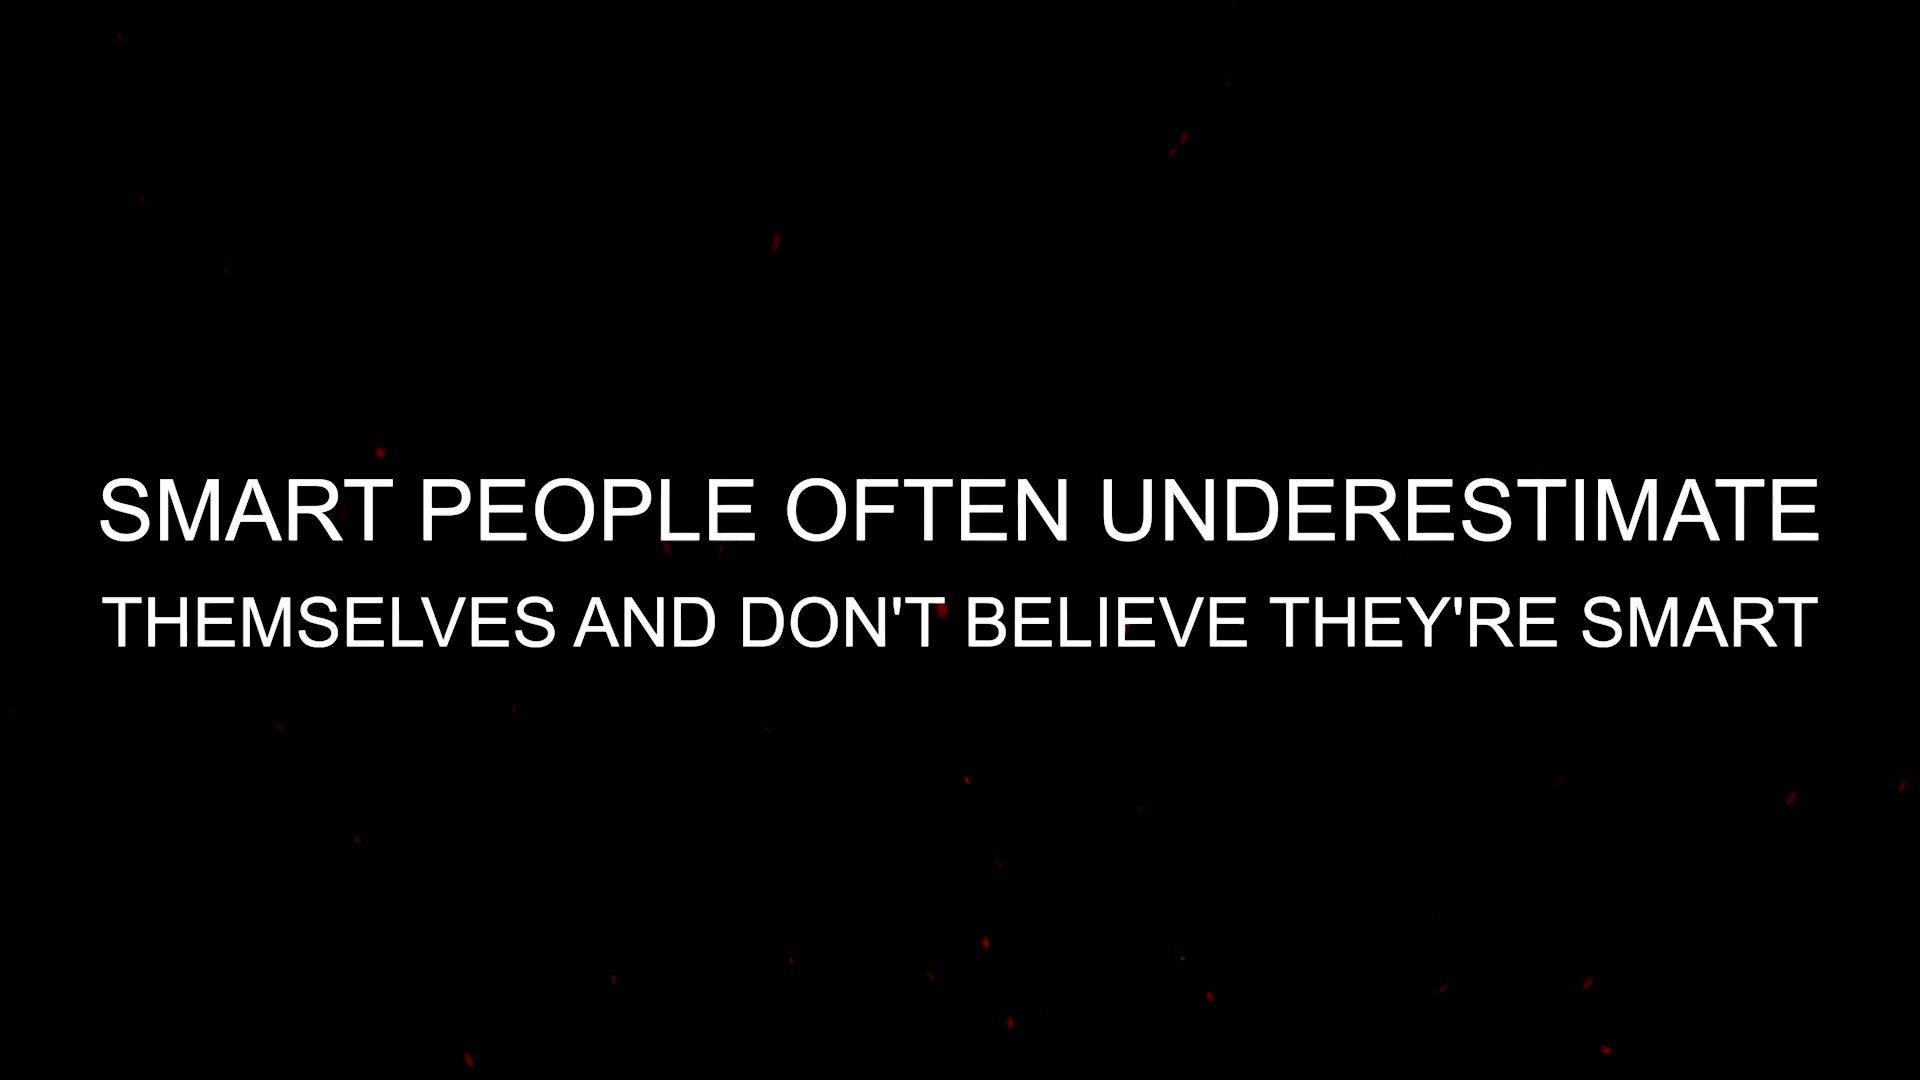 SMART PEOPLE OFTEN UNDERESTIMATE
THEMSELVES AND DON'T BELIEVE THEY'RE SMART